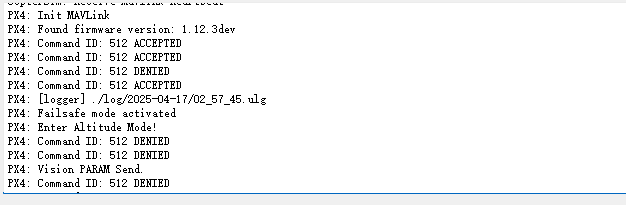 PX4: Init MAVLink
PX4: Found firmware version: 1.12.3dev
PX4: Command ID: 512 ACCEPTED
PX4: Command ID: 512 ACCEPTED
PX4: Command ID: 512 DENIED
PX4: Command ID: 512 ACCEPTED
PX4: [logger] ./log/2025-04-17/02_57_45.ulg
PX4: Failsafe mode activated
PX4: Enter Altitude Mode!
PX4: Command ID: 512 DENIED
PX4: Command ID: 512 DENIED
PX4: Vision PARAM Send.
PX4: Command ID: 512 DENIED